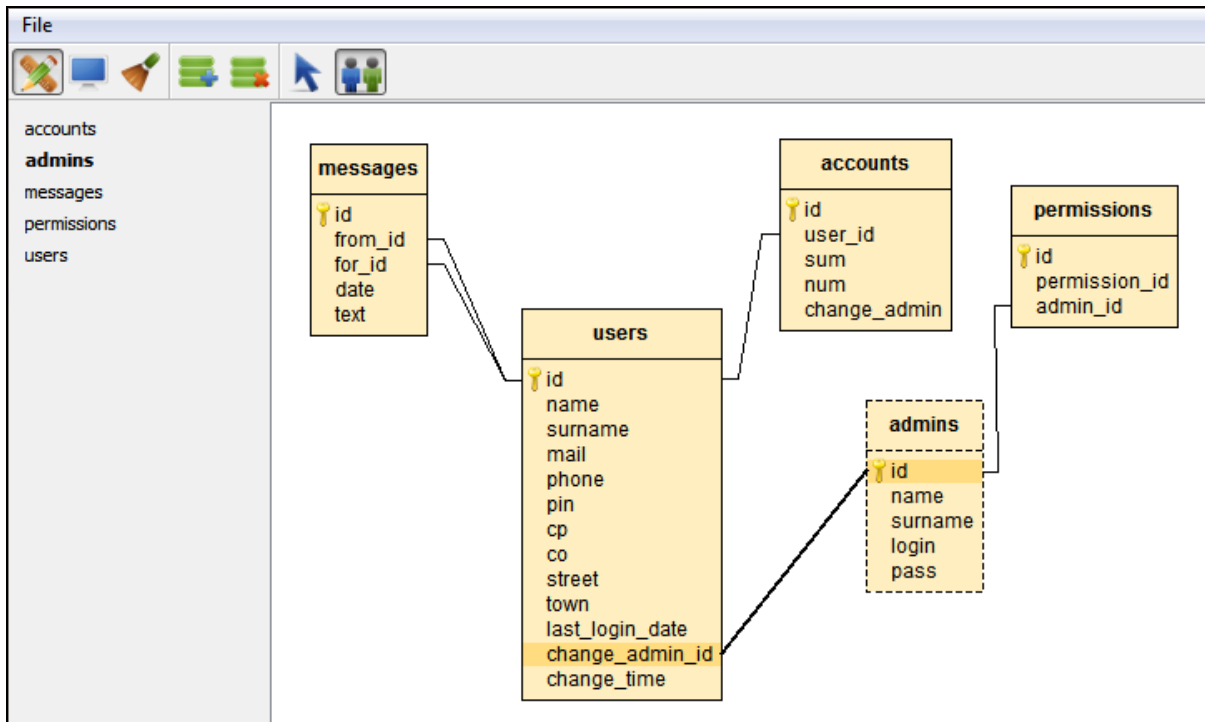 File
accounts
admins
messages
permissions
users
messages
id
from_id
for_id
date
text
users
id
name
surname
mail
phone
pin
cp
co
street
town
last_login_date
change_admin_id
change_time
accounts
id
user_id
sum
num
change_admin
permissions
id
permission_id
admin_id
admins
id
name
surname
login
pass